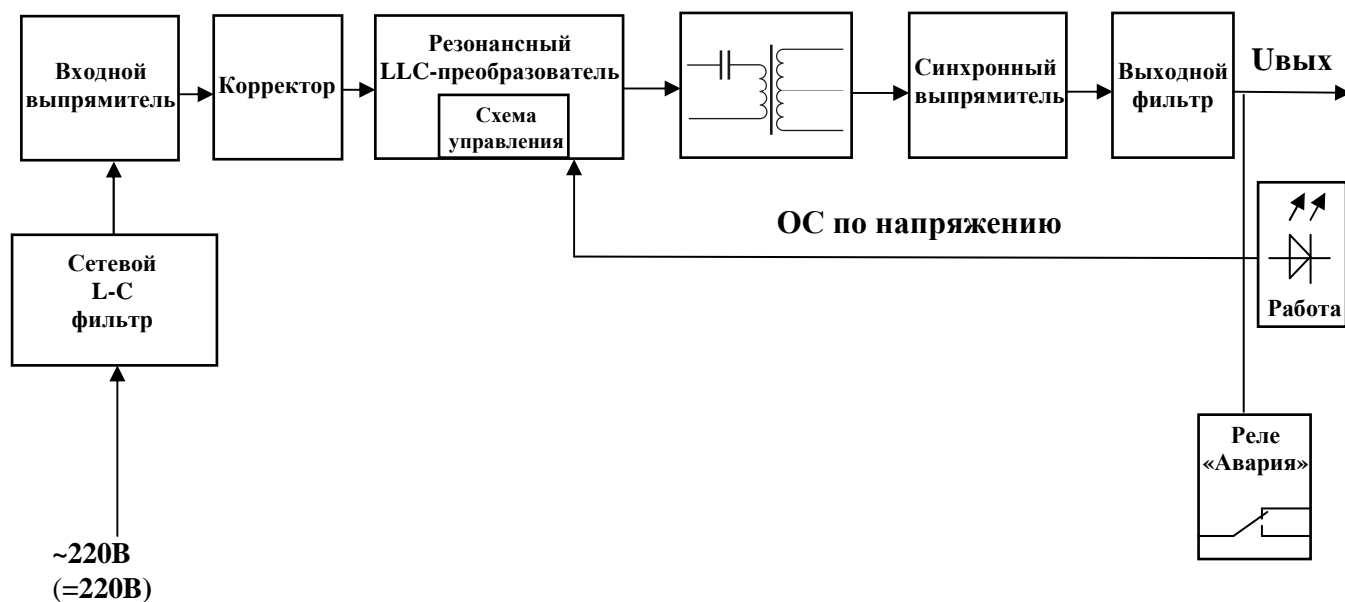 Входной
выпрямитель
Корректор
Резонансный
LLC-преобразователь
Схема
управления
Синхронный
выпрямитель
Выходной
фильтр
Uвых
ОС по напряжению
Сетевой
L-C
фильтр
Работа
Реле
«Авария»
~220В
(=220В)